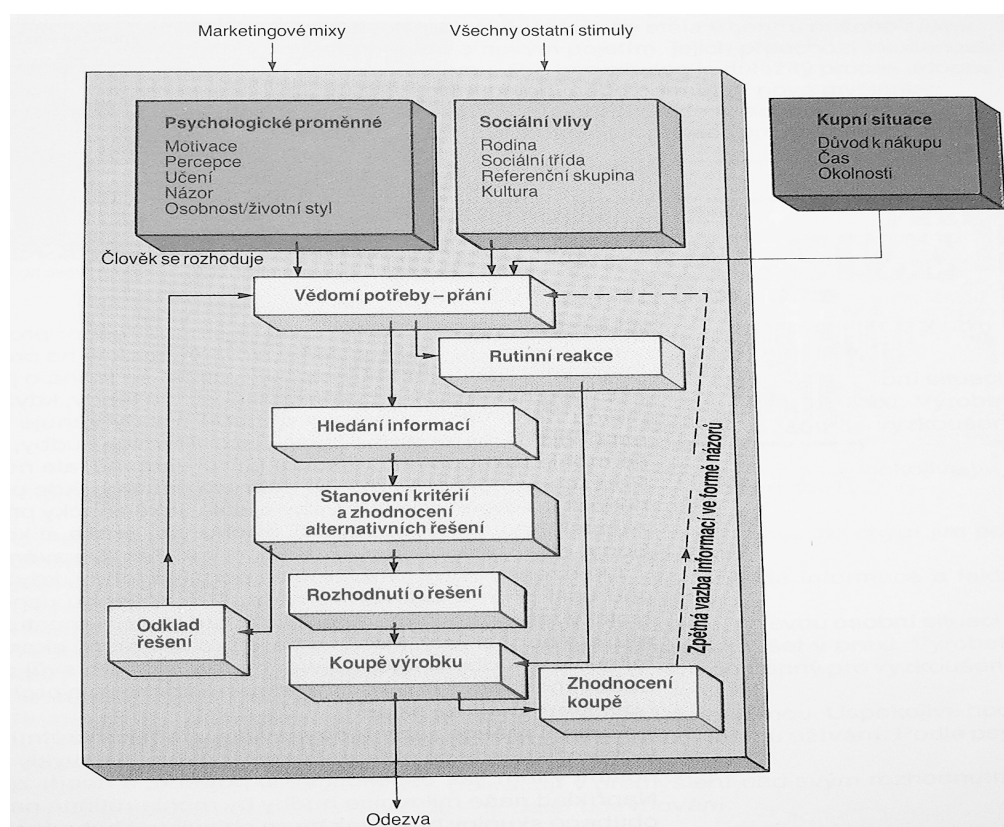 Marketingové mixy
Všechny ostatní stimuly
Psychologické proměnné
Motivace
Percepce
Učení
Názor
Osobnost/životní styl
Sociální vlivy
Rodina
Sociální třída
Referenční skupina
Kultura
Kupní situace
Důvod k nákupu
Čas
Okolnosti
Člověk se rozhoduje
Vědomí potřeby – přání
Rutinní reakce
Hledání informací
Stanovení kritérií
a zhodnocení
alternativních řešení
Rozhodnutí o řešení
Odklad
řešení
Koupě výrobku
Zhodnocení
koupě
Zpětná vazba informací ve formě názorů
Odezva